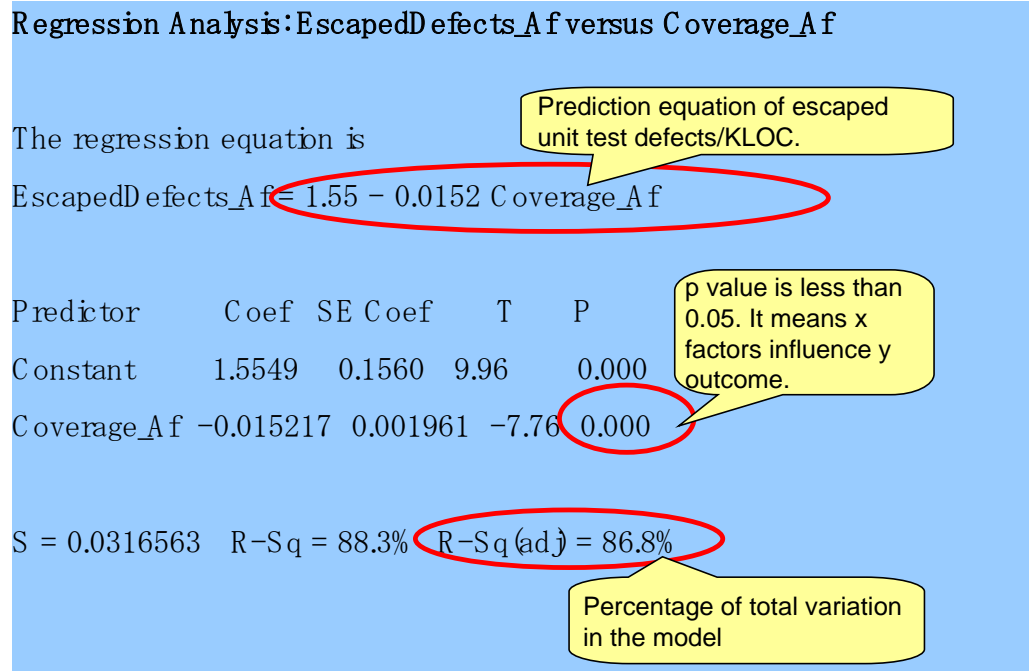 Regression Analysis: EscapedDefects_Af versus Coverage_Af
Prediction equation of escaped
unit test defects/KLOC.
The regression equation is
EscapedDefects_Af = 1.55 - 0.0152 Coverage_Af
p value is less than
0.05. It means x
factors influence y
outcome.
Predictor Coef SE Coef T P
Constant 1.5549 0.1560 9.96 0.000
Coverage_Af -0.015217 0.001961 -7.76 0.000
S = 0.0316563 R-Sq = 88.3% R-Sq(adj) = 86.8%
Percentage of total variation
in the model